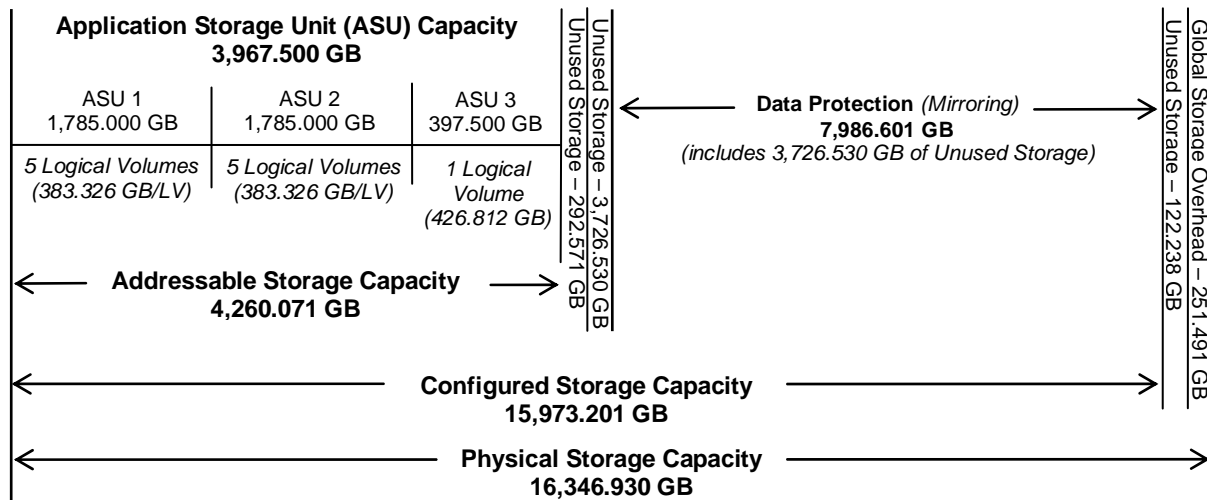 Application Storage Unit (ASU) Capacity
3,967.500 GB
ASU 1
1,785.000 GB
ASU 2
1,785.000 GB
ASU 3
397.500 GB
5 Logical Volumes
(383.326 GB/LV)
5 Logical Volumes
(383.326 GB/LV)
1 Logical
Volume
(426.812 GB)
Unused Storage – 292.571 GB
Unused Storage – 3,726.530 GB
Data Protection (Mirroring)
7,986.601 GB
(includes 3,726.530 GB of Unused Storage)
Unused Storage – 122.238 GB
Global Storage Overhead – 251.491 GB
Addressable Storage Capacity
4,260.071 GB
Configured Storage Capacity
15,973.201 GB
Physical Storage Capacity
16,346.930 GB